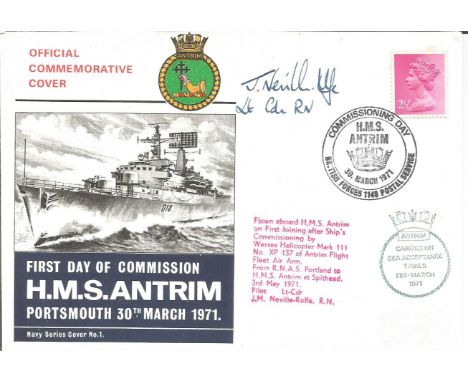 OFFICIAL
COMMEMORATIVE
COVER
ANTRIM
J. Neville-Rolfe
Lt Cdr RN
2½P
COMMISSIONING DAY
H.M.S.
ANTRIM
30. MARCH 1971
BRITISH FORCES 1148 POSTAL SERVICE
D18
Flown aboard H.M.S. Antrim
on First Joining after Ship's
Commissioning by
Wessex Helicopter Mark 111
No. XP 137 of Antrim Flight
Fleet Air Arm.
From R.N.A.S. Portland to
H.M.S. Antrim at Spithead.
3rd May 1971.
Pilot Lt-Cdr
J.M. Neville-Rolfe, R.N.
ANTRIM
CARRIED ON
SEA ACCEPTANCE
TRIALS
FEB-MARCH
1971
FIRST DAY OF COMMISSION
H.M.S. ANTRIM
PORTSMOUTH 30TH MARCH 1971.
Navy Series Cover No.1.